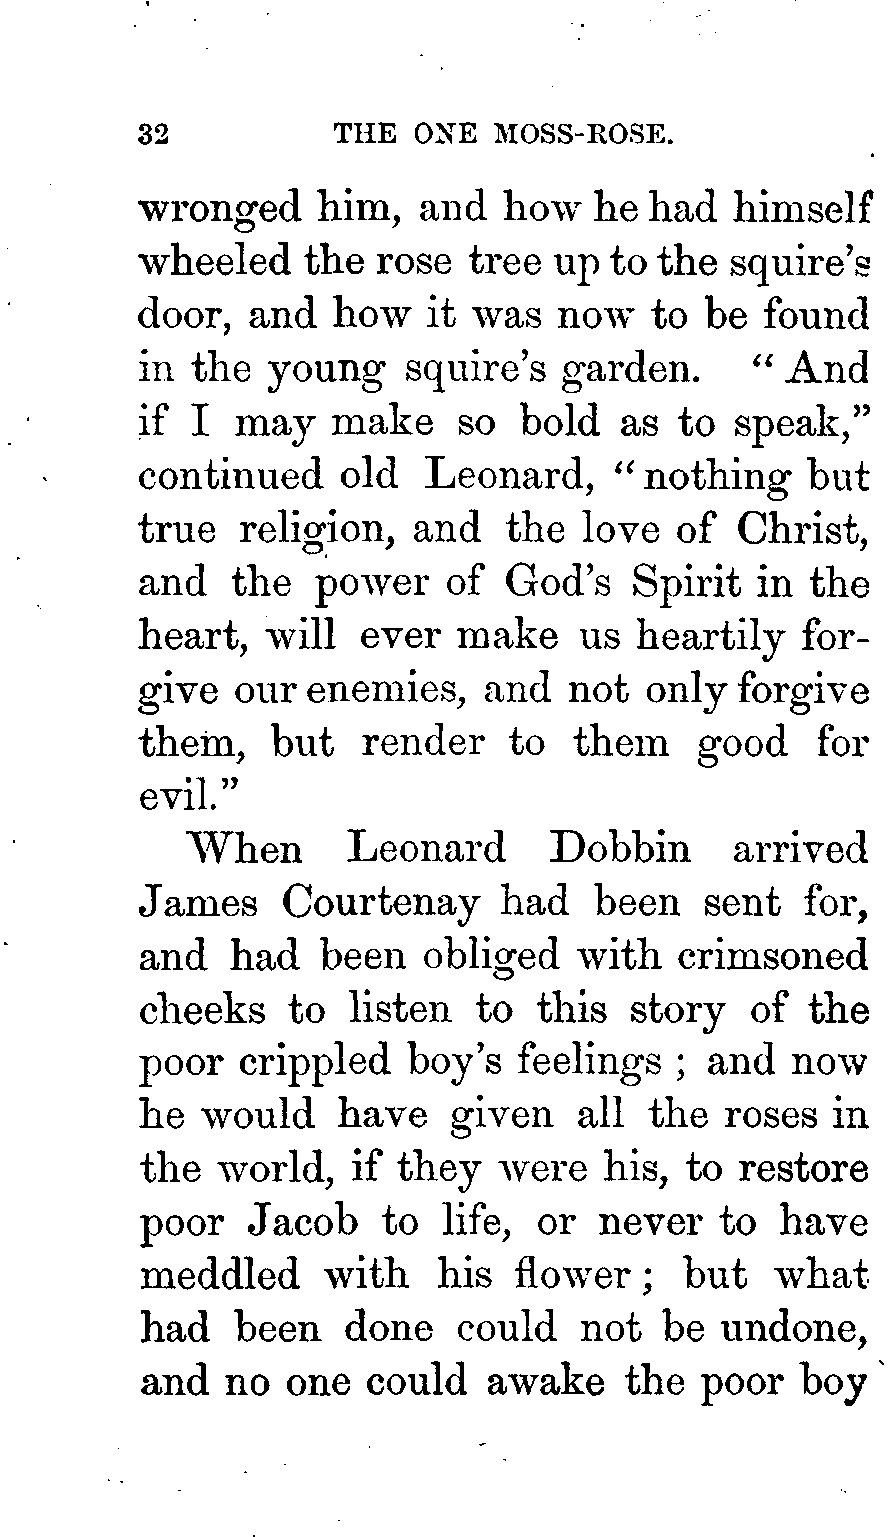 32 THE ONE MOSS-ROSE.
wronged him, and how he had himself
wheeled the rose tree up to the squire's
door, and how it was now to be found
in the young squire's garden. “ And
if I may make so bold as to speak,”
continued old Leonard, “ nothing but
true religion, and the love of Christ,
and the power of God's Spirit in the
heart, will ever make us heartily for-
give our enemies, and not only forgive
them, but render to them good for
evil.”
When Leonard Dobbin arrived
James Courtenay had been sent for,
and had been obliged with crimsoned
cheeks to listen to this story of the
poor crippled boy's feelings ; and now
he would have given all the roses in
the world, if they were his, to restore
poor Jacob to life, or never to have
meddled with his flower ; but what
had been done could not be undone,
and no one could awake the poor boy